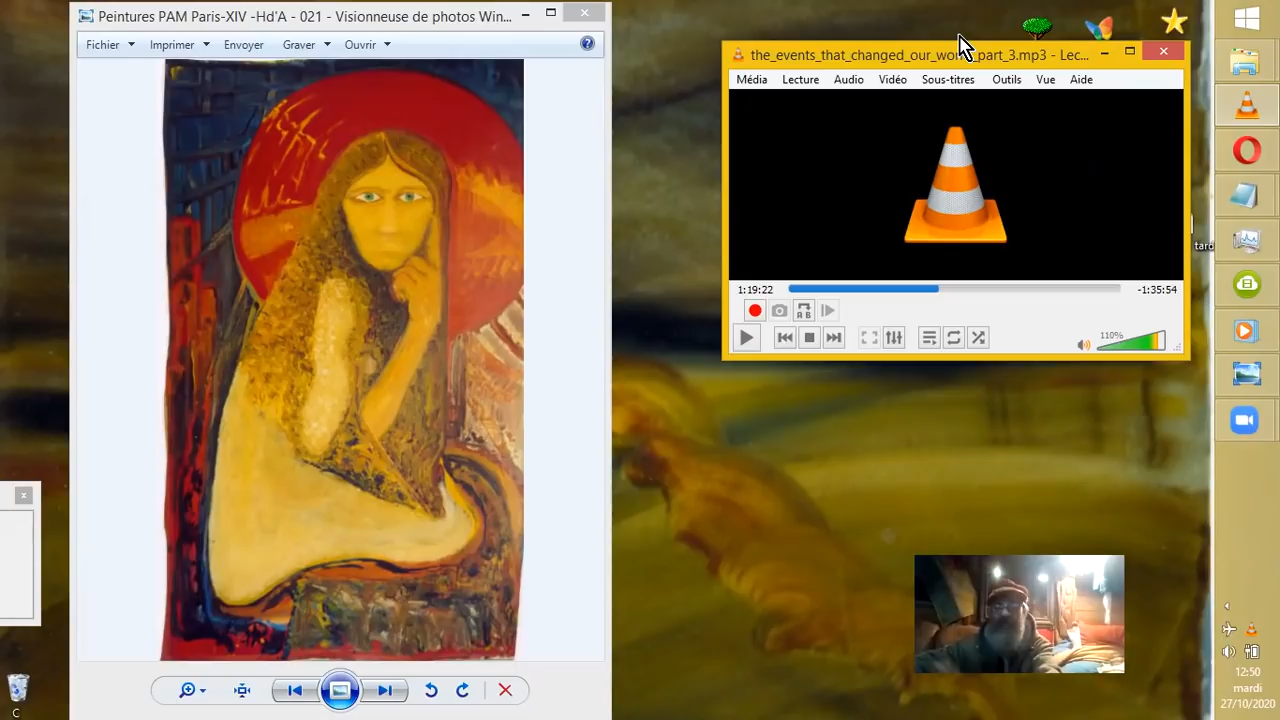 Peintures PAM Paris-XIV -Hd'A - 021 - Visionneuse de photos Win...
Fichier Imprimer Envoyer Graver Ouvrir
the_events_that_changed_our_wor part_3.mp3 - Lec...
Média Lecture Audio Vidéo Sous-titres Outils Vue Aide
1:19:22 -1:35:54
A B
110%
tard
C
12:50
mardi
27/10/2020